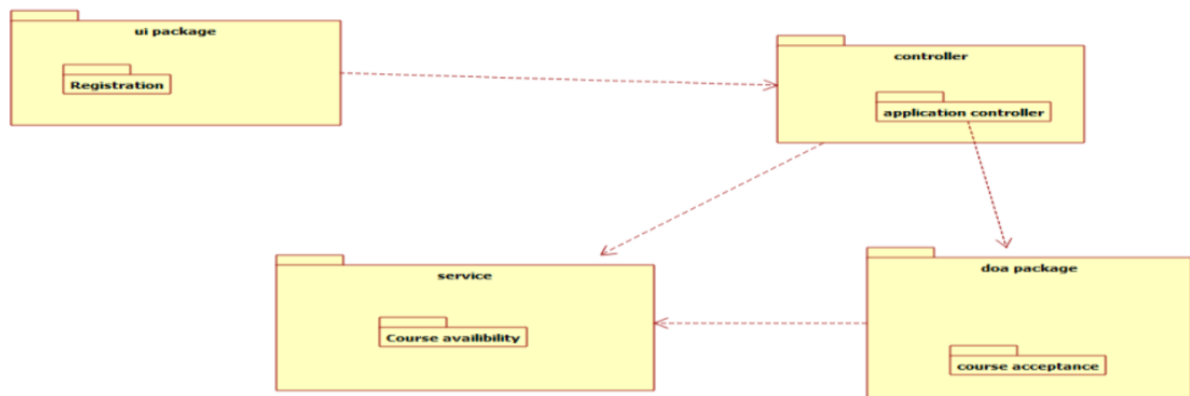 ui package
Registration
controller
application controller
service
Course availibility
doa package
course acceptance